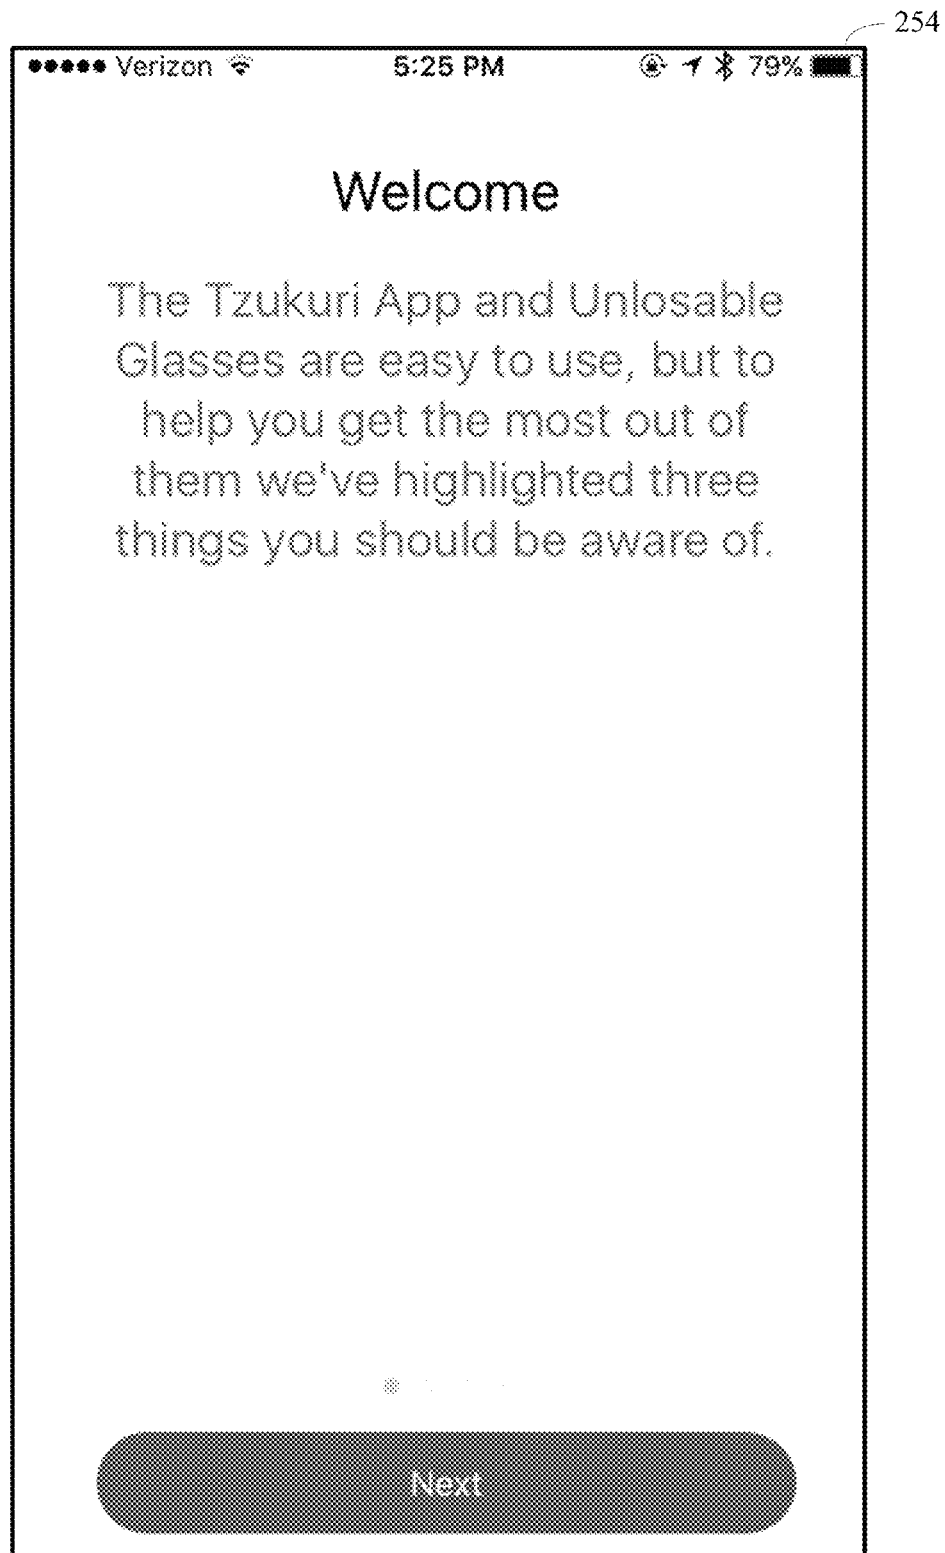 254
Verizon 5:25 PM 79%
Welcome
The Tzukuri App and Unlosable
Glasses are easy to use, but to
help you get the most out of
them we've highlighted three
things you should be aware of.
Next